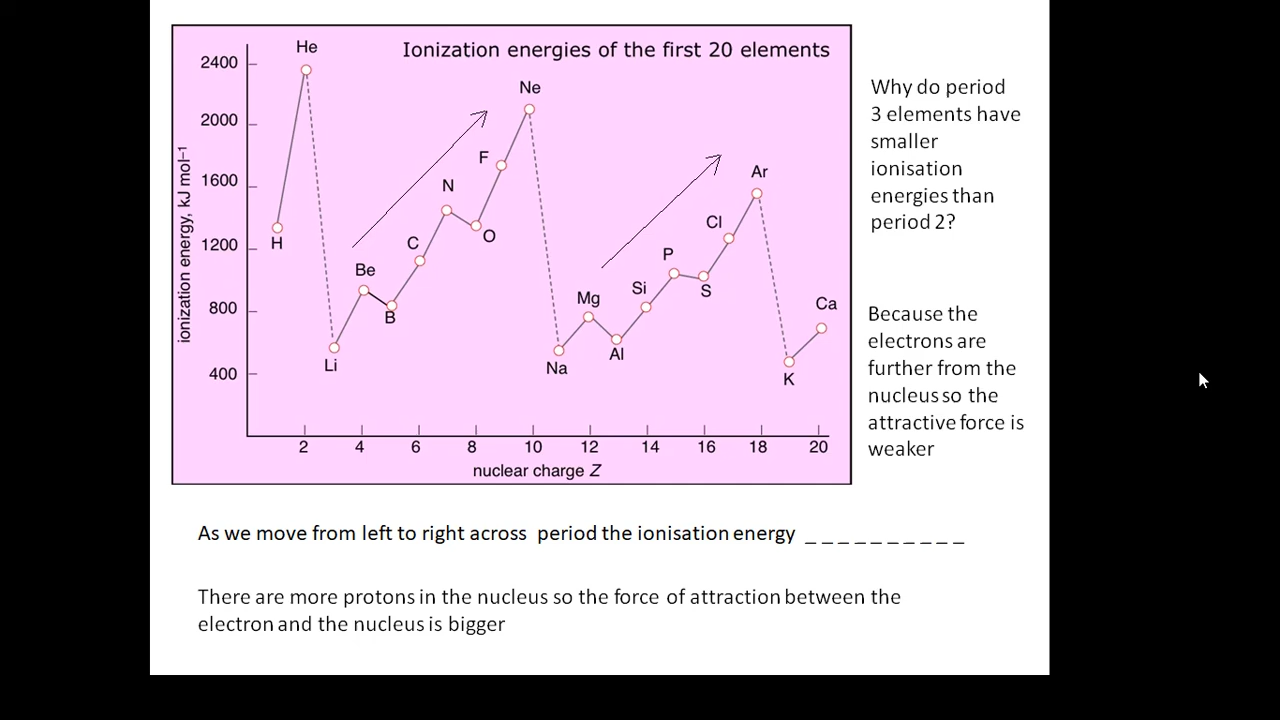 Ionization energies of the first 20 elements
ionization energy, kJ mol⁻¹
2400
2000
1600
1200
800
400
H
He
Li
Be
B
C
N
O
F
Ne
Na
Mg
Al
Si
P
S
Cl
Ar
K
Ca
2 4 6 8 10 12 14 16 18 20
nuclear charge Z
Why do period
3 elements have
smaller
ionisation
energies than
period 2?
Because the
electrons are
further from the
nucleus so the
attractive force is
weaker
As we move from left to right across period the ionisation energy _ _ _ _ _ _ _ _ _ _
There are more protons in the nucleus so the force of attraction between the
electron and the nucleus is bigger